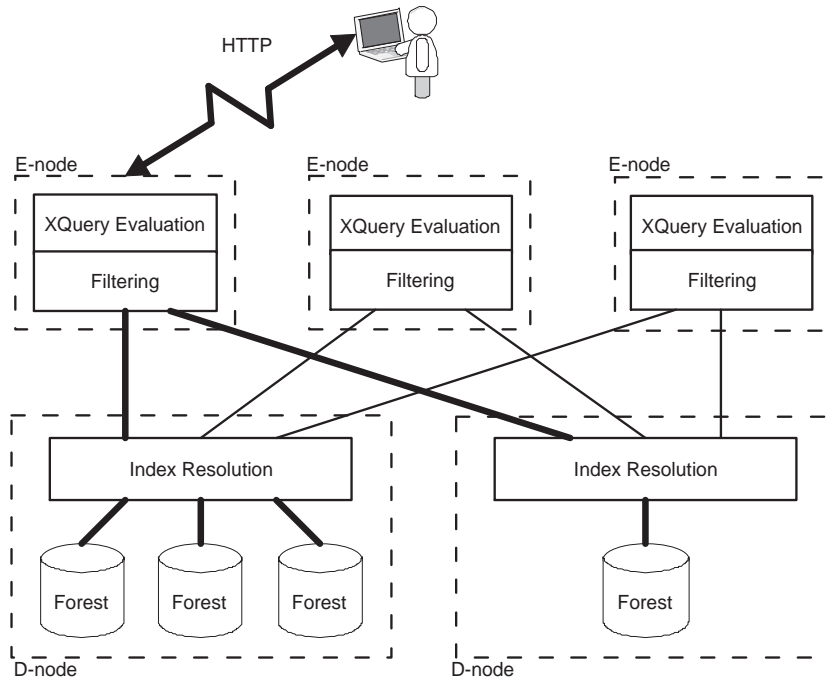 HTTP
E-node
E-node
E-node
XQuery Evaluation
XQuery Evaluation
XQuery Evaluation
Filtering
Filtering
Filtering
Index Resolution
Index Resolution
Forest
Forest
Forest
Forest
D-node
D-node